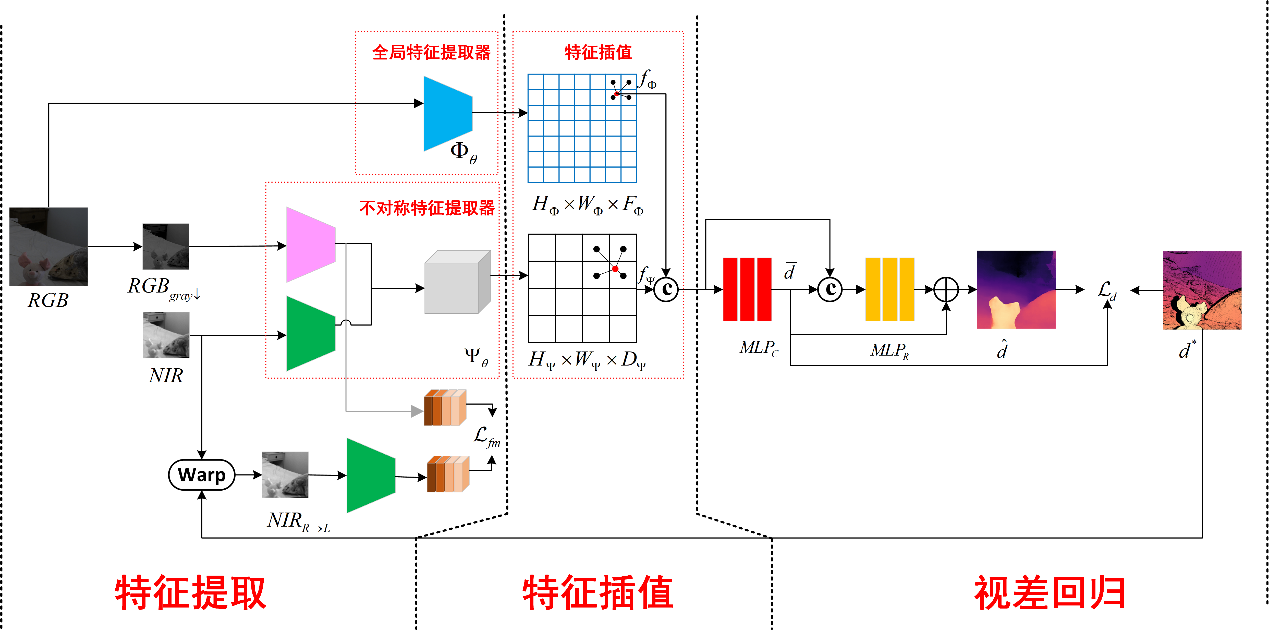 全局特征提取器
特征插值
f_Φ
Φ_θ
H_Φ×W_Φ×F_Φ
不对称特征提取器
RGB
RGB_gray↓
NIR
Ψ_θ
f_Ψ
H_Ψ×W_Ψ×D_Ψ
c
d̅
c
MLP_C
MLP_R
d̂
ℒ_d
d*
ℒ_fm
Warp
NIR_R→L
特征提取
特征插值
视差回归